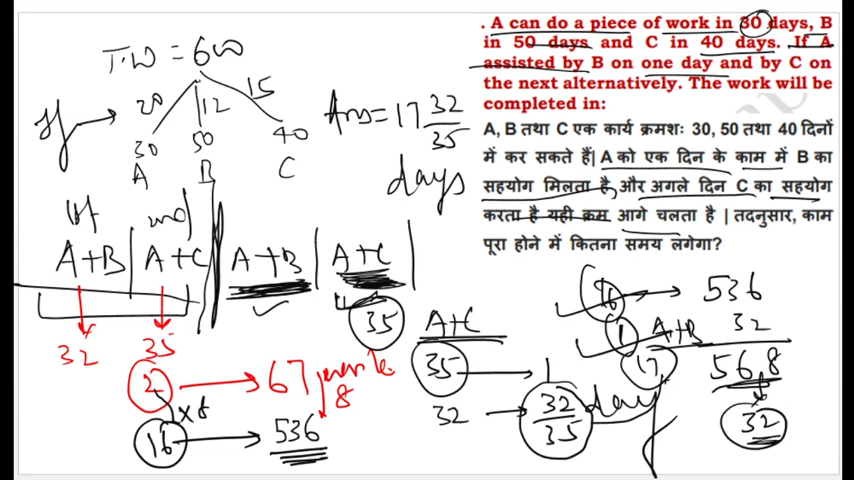 . A can do a piece of work in 30 days, B
in 50 days and C in 40 days. If A
assisted by B on one day and by C on
the next alternatively. The work will be
completed in:
A, B तथा C एक कार्य क्रमशः 30, 50 तथा 40 दिनों
में कर सकते हैं| A को एक दिन के काम में B का
सहयोग मिलता है, और अगले दिन C का सहयोग
करता है यही क्रम आगे चलता है | तदनुसार, काम
पूरा होने में कितना समय लगेगा?
T.W = 600
20 12 15
30 50 40
A B C
Ans = 17 32/35
days
A+B | A+C | A+B | A+C |
32 35 35
2 → 67
8
×8
16 → 536
A+C
35 → 1
32 → 32/35 day
16 → 536
1 A+B 32
17 568
32